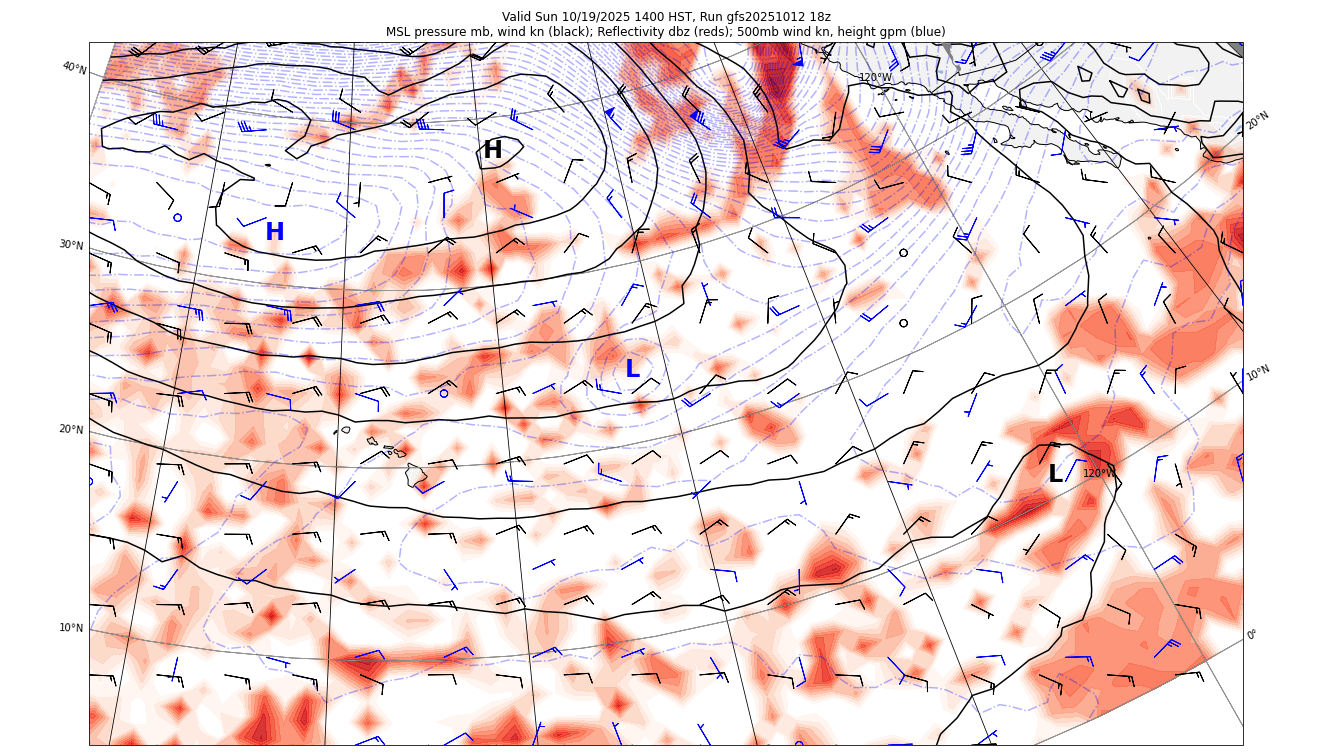 Valid Sun 10/19/2025 1400 HST, Run gfs20251012 18z
MSL pressure mb, wind kn (black); Reflectivity dbz (reds); 500mb wind kn, height gpm (blue)
40°N
120°W
20°N
H
H
30°N
L
10°N
20°N
L
120°W
10°N
0°